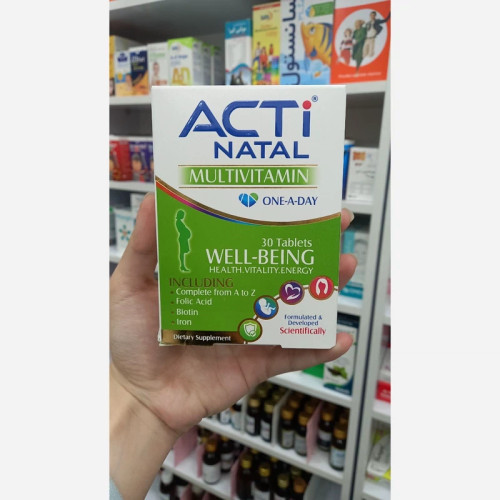 سانستول
ACTi®
NATAL
MULTIVITAMIN
ONE-A-DAY
30 Tablets
WELL-BEING
HEALTH.VITALITY.ENERGY
INCLUDING
- Complete from A to Z
- Folic Acid
- Biotin
- Iron
Formulated &
Developed
Scientifically
Dietary Supplement